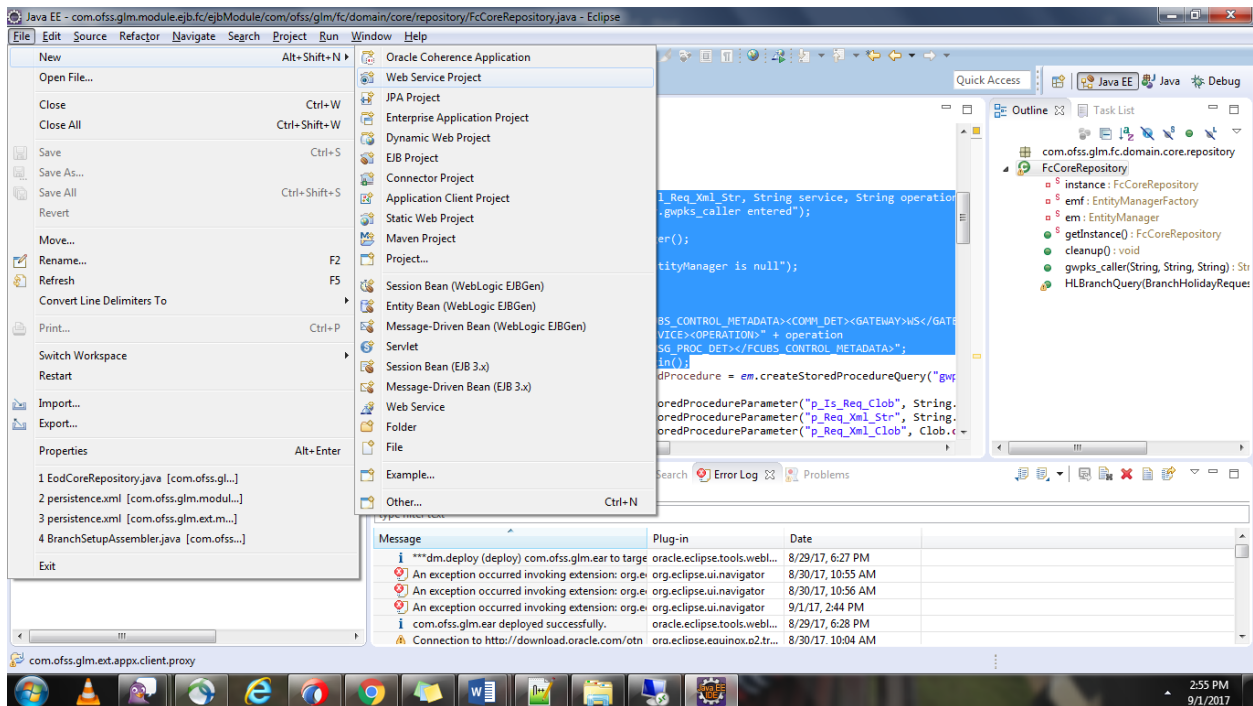 Java EE - com.ofss.glm.module.ejb.fc/ejbModule/com/ofss/glm/fc/domain/core/repository/FcCoreRepository.java - Eclipse
File Edit Source Refactor Navigate Search Project Run Window Help
New Alt+Shift+N
Open File...
Close Ctrl+W
Close All Ctrl+Shift+W
Save Ctrl+S
Save As...
Save All Ctrl+Shift+S
Revert
Move...
Rename... F2
Refresh F5
Convert Line Delimiters To
Print... Ctrl+P
Switch Workspace
Restart
Import...
Export...
Properties Alt+Enter
1 EodCoreRepository.java [com.ofss.gl...]
2 persistence.xml [com.ofss.glm.modul...]
3 persistence.xml [com.ofss.glm.ext.m...]
4 BranchSetupAssembler.java [com.ofss...]
Exit
Oracle Coherence Application
Web Service Project
JPA Project
Enterprise Application Project
Dynamic Web Project
EJB Project
Connector Project
Application Client Project
Static Web Project
Maven Project
Project...
Session Bean (WebLogic EJBGen)
Entity Bean (WebLogic EJBGen)
Message-Driven Bean (WebLogic EJBGen)
Servlet
Session Bean (EJB 3.x)
Message-Driven Bean (EJB 3.x)
Web Service
Folder
File
Example...
Other... Ctrl+N
Quick Access Java EE Java Debug
l_Req_Xml_Str, String service, String operation
.gwpks_caller entered");
er();
tityManager is null");
BS_CONTROL_METADATA><COMM_DET><GATEWAY>WS</GATE
VICE><OPERATION>" + operation
SG_PROC_DET></FCUBS_CONTROL_METADATA>";
in();
dProcedure = em.createStoredProcedureQuery("gwp
oredProcedureParameter("p_Is_Req_Clob", String.
oredProcedureParameter("p_Req_Xml_Str", String.
oredProcedureParameter("p_Req_Xml_Clob", Clob.c
Outline Task List
com.ofss.glm.fc.domain.core.repository
FcCoreRepository
S instance : FcCoreRepository
S emf : EntityManagerFactory
S em : EntityManager
S getInstance() : FcCoreRepository
cleanup() : void
gwpks_caller(String, String, String) : Str
HLBranchQuery(BranchHolidayReques
Search Error Log Problems
type filter text
Message Plug-in Date
***dm.deploy (deploy) com.ofss.glm.ear to targe oracle.eclipse.tools.webl... 8/29/17, 6:27 PM
An exception occurred invoking extension: org.e org.eclipse.ui.navigator 8/30/17, 10:55 AM
An exception occurred invoking extension: org.e org.eclipse.ui.navigator 8/30/17, 10:56 AM
An exception occurred invoking extension: org.e org.eclipse.ui.navigator 9/1/17, 2:44 PM
com.ofss.glm.ear deployed successfully. oracle.eclipse.tools.webl... 8/29/17, 6:28 PM
Connection to http://download.oracle.com/otn org.eclipse.equinox.p2.tr... 8/30/17, 10:04 AM
com.ofss.glm.ext.appx.client.proxy
2:55 PM
9/1/2017